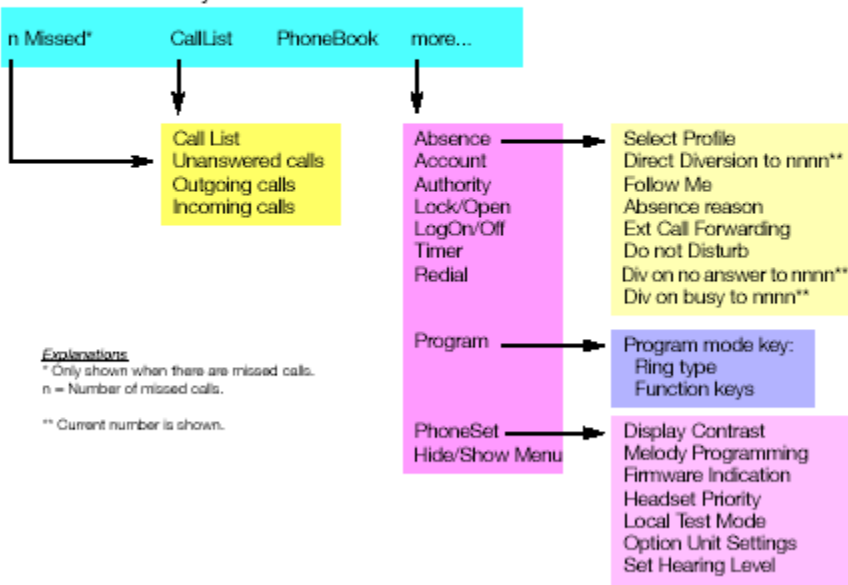 n Missed* CallList PhoneBook more...
Call List
Unanswered calls
Outgoing calls
Incoming calls
Absence
Account
Authority
Lock/Open
LogOn/Off
Timer
Redial
Program
PhoneSet
Hide/Show Menu
Select Profile
Direct Diversion to nnnn**
Follow Me
Absence reason
Ext Call Forwarding
Do not Disturb
Div on no answer to nnnn**
Div on busy to nnnn**
Program mode key:
Ring type
Function keys
Display Contrast
Melody Programming
Firmware Indication
Headset Priority
Local Test Mode
Option Unit Settings
Set Hearing Level
Explanations
* Only shown when there are missed calls.
n = Number of missed calls.
** Current number is shown.